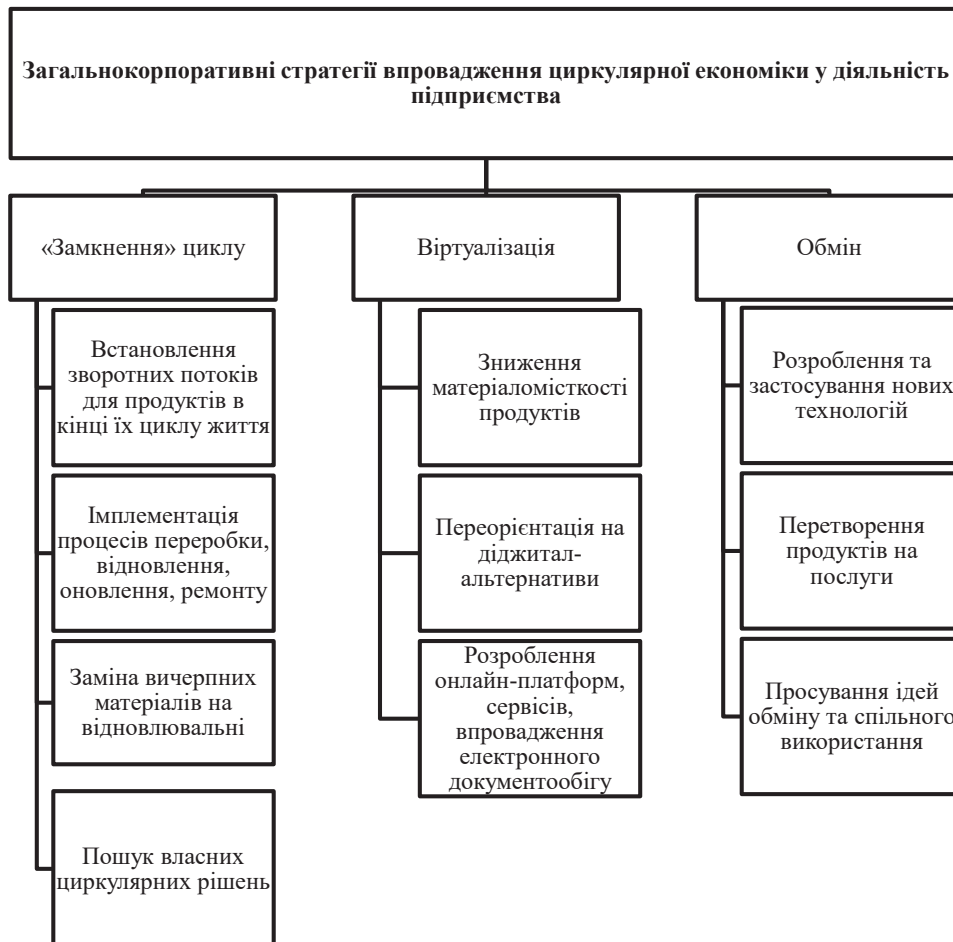 Загальнокорпоративні стратегії впровадження циркулярної економіки у діяльність
підприємства
«Замкнення» циклу
Встановлення
зворотних потоків
для продуктів в
кінці їх циклу життя
Імплементація
процесів переробки,
відновлення,
оновлення, ремонту
Заміна вичерпних
матеріалів на
відновлювальні
Пошук власних
циркулярних рішень
Віртуалізація
Зниження
матеріаломісткості
продуктів
Переорієнтація на
діджитал-
альтернативи
Розроблення
онлайн-платформ,
сервісів,
впровадження
електронного
документообігу
Обмін
Розроблення та
застосування нових
технологій
Перетворення
продуктів на
послуги
Просування ідей
обміну та спільного
використання